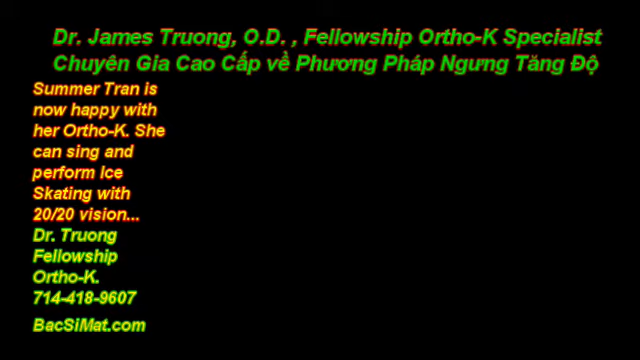 Dr. James Truong, O.D. , Fellowship Ortho-K Specialist
Chuyên Gia Cao Cấp về Phương Pháp Ngưng Tăng Độ
Summer Tran is
now happy with
her Ortho-K. She
can sing and
perform Ice
Skating with
20/20 vision...
Dr. Truong
Fellowship
Ortho-K.
714-418-9607
BacSiMat.com